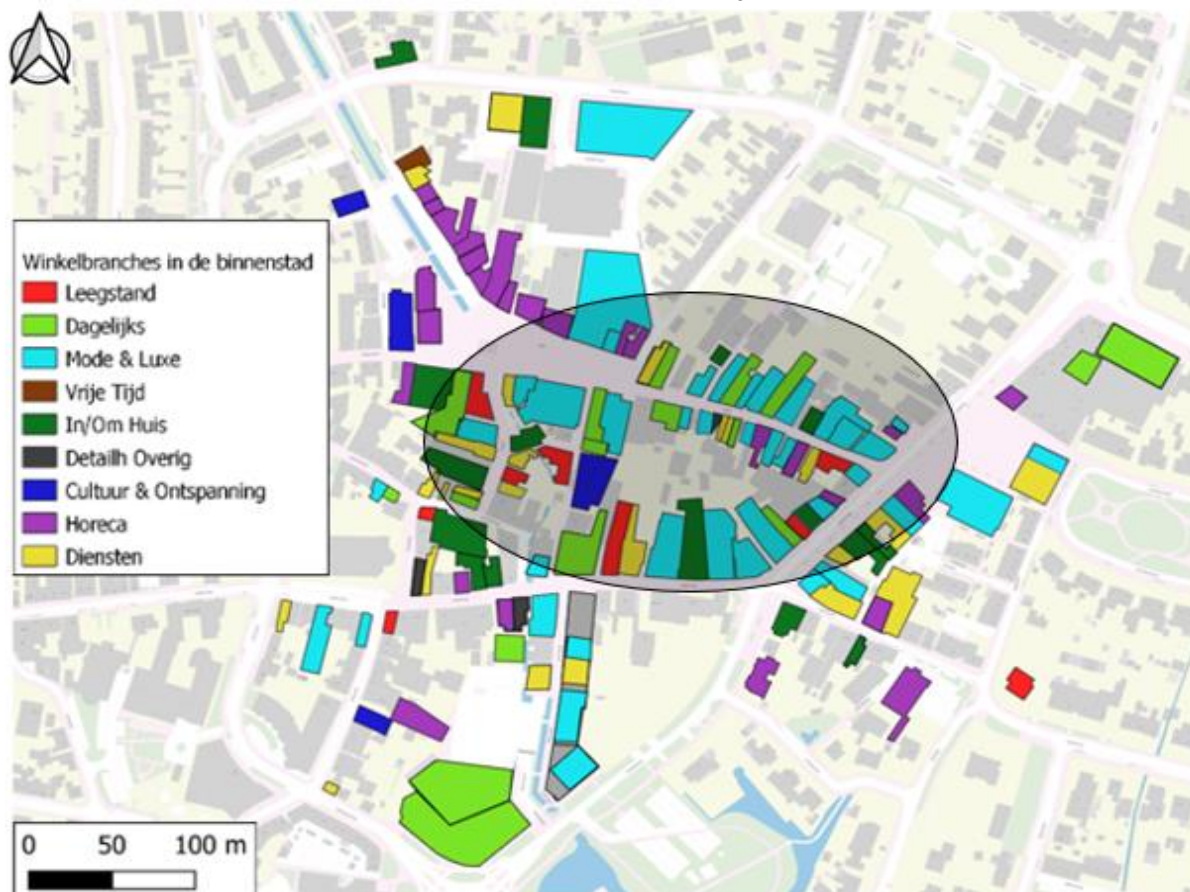 Winkelbranches in de binnenstad
Leegstand
Dagelijks
Mode & Luxe
Vrije Tijd
In/Om Huis
Detailh Overig
Cultuur & Ontspanning
Horeca
Diensten
0 50 100 m